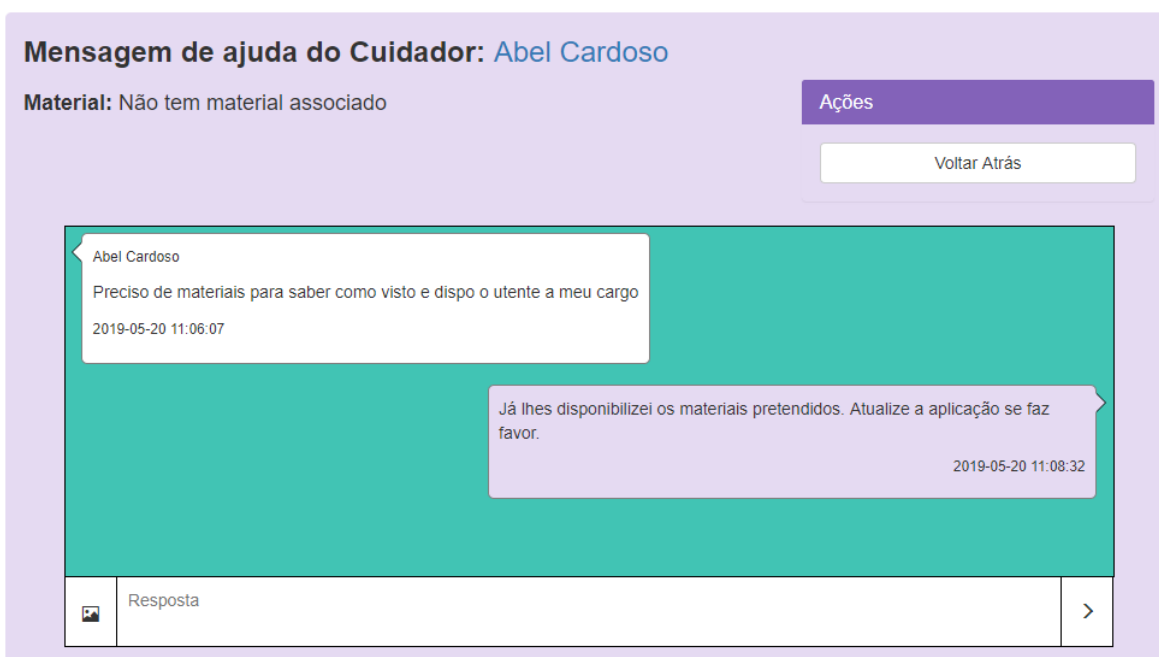 Mensagem de ajuda do Cuidador: Abel Cardoso
Material: Não tem material associado
Ações
Voltar Atrás
Abel Cardoso
Preciso de materiais para saber como visto e dispo o utente a meu cargo
2019-05-20 11:06:07
Já lhes disponibilizei os materiais pretendidos. Atualize a aplicação se faz
favor.
2019-05-20 11:08:32
Resposta